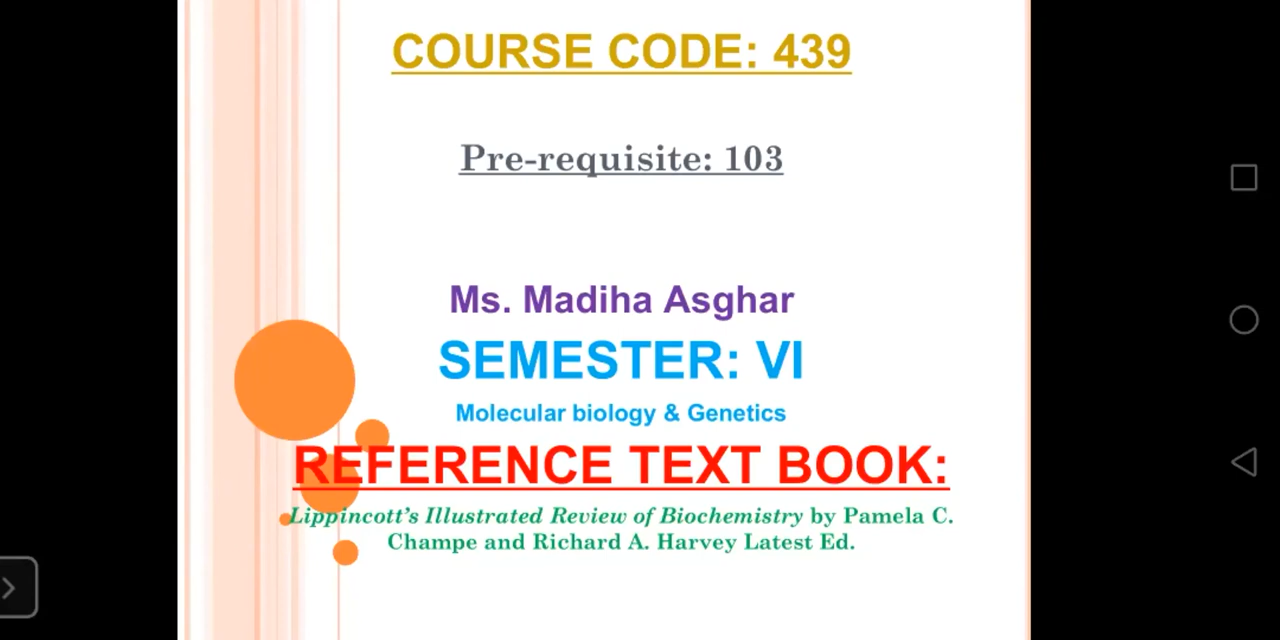 COURSE CODE: 439
Pre-requisite: 103
Ms. Madiha Asghar
SEMESTER: VI
Molecular biology & Genetics
REFERENCE TEXT BOOK:
Lippincott's Illustrated Review of Biochemistry by Pamela C.
Champe and Richard A. Harvey Latest Ed.